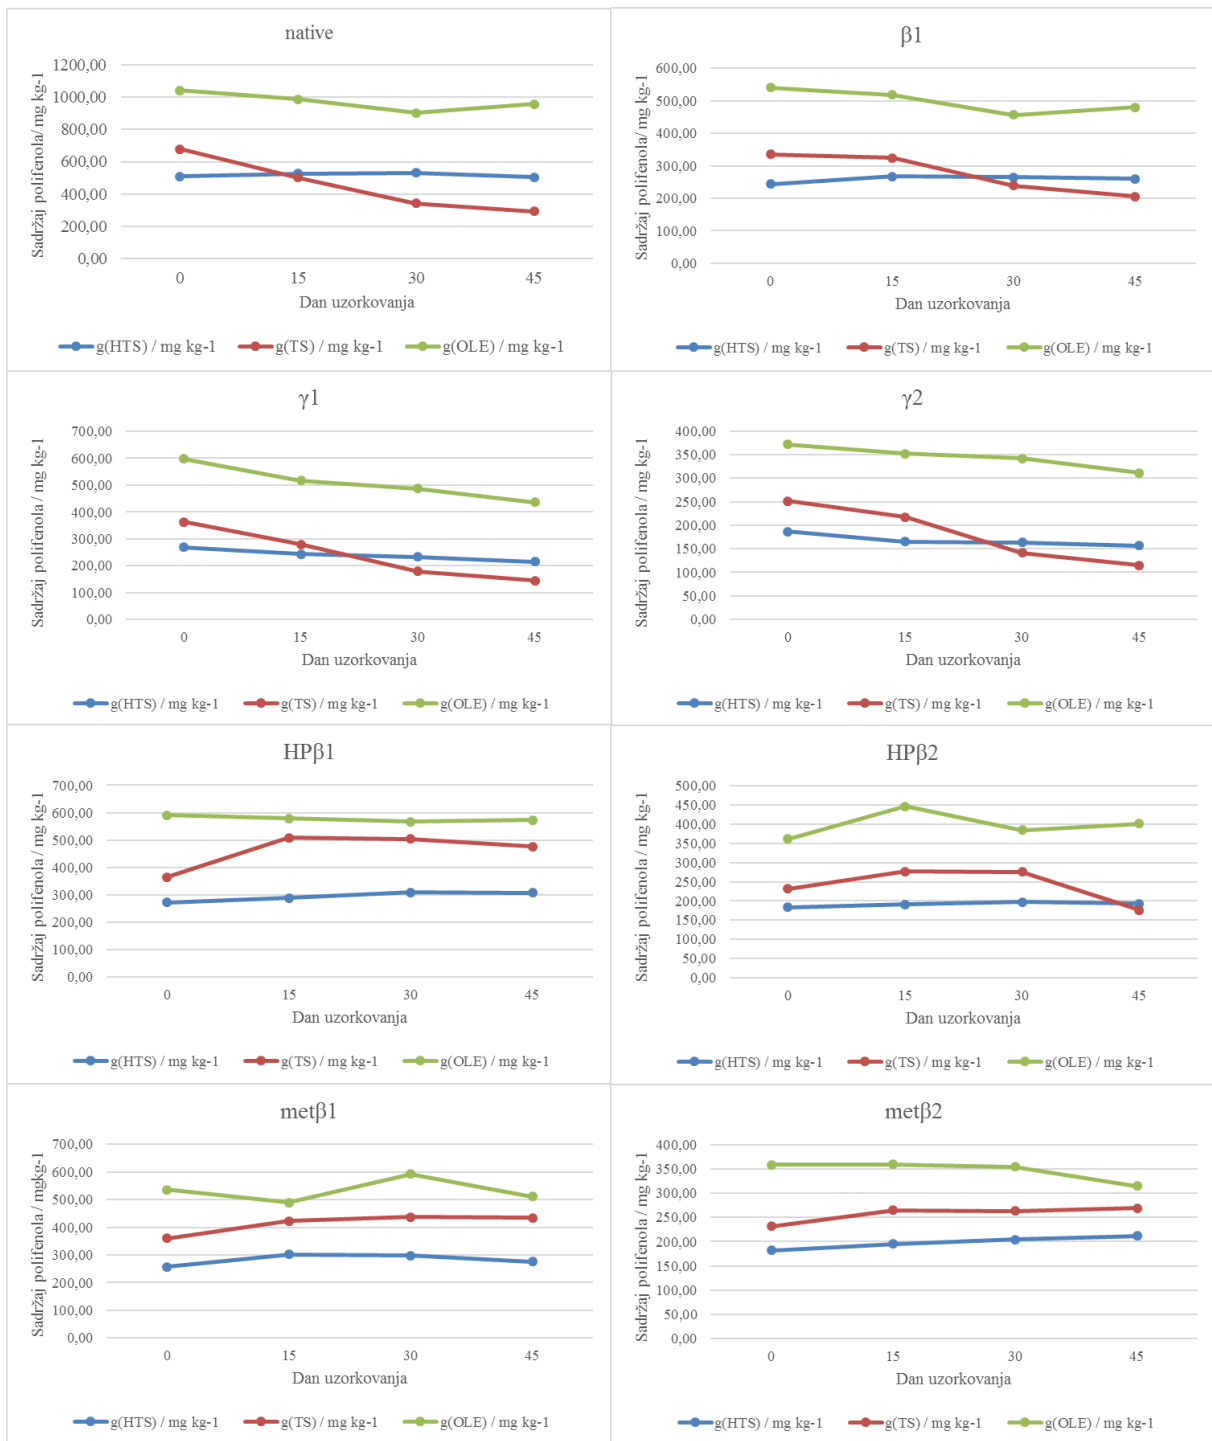 native
Sadržaj polifenola/ mg kg-1
1200,00
1000,00
800,00
600,00
400,00
200,00
0,00
0 15 30 45
Dan uzorkovanja
g(HTS) / mg kg-1 g(TS) / mg kg-1 g(OLE) / mg kg-1
β1
Sadržaj polifenola/ mg kg-1
600,00
500,00
400,00
300,00
200,00
100,00
0,00
0 15 30 45
Dan uzorkovanja
g(HTS) / mg kg-1 g(TS) / mg kg-1 g(OLE) / mg kg-1
γ1
Sadržaj polifenola / mg kg-1
700,00
600,00
500,00
400,00
300,00
200,00
100,00
0,00
0 15 30 45
Dan uzorkovanja
g(HTS) / mg kg-1 g(TS) / mg kg-1 g(OLE) / mg kg-1
γ2
Sadržaj polifenola / mg kg-1
400,00
350,00
300,00
250,00
200,00
150,00
100,00
50,00
0,00
0 15 30 45
Dan uzorkovanja
g(HTS) / mg kg-1 g(TS) / mg kg-1 g(OLE) / mg kg-1
HPβ1
Sadržaj polifenola / mg kg-1
700,00
600,00
500,00
400,00
300,00
200,00
100,00
0,00
0 15 30 45
Dan uzorkovanja
g(HTS) / mg kg-1 g(TS) / mg kg-1 g(OLE) / mg kg-1
HPβ2
Sadržaj polifenola / mg kg-1
500,00
450,00
400,00
350,00
300,00
250,00
200,00
150,00
100,00
50,00
0,00
0 15 30 45
Dan uzorkovanja
g(HTS) / mg kg-1 g(TS) / mg kg-1 g(OLE) / mg kg-1
metβ1
Sadržaj polifenola / mgkg-1
700,00
600,00
500,00
400,00
300,00
200,00
100,00
0,00
0 15 30 45
Dan uzorkovanja
g(HTS) / mg kg-1 g(TS) / mg kg-1 g(OLE) / mg kg-1
metβ2
Sadržaj polifenola / mg kg-1
400,00
350,00
300,00
250,00
200,00
150,00
100,00
50,00
0,00
0 15 30 45
Dan uzorkovanja
g(HTS) / mg kg-1 g(TS) / mg kg-1 g(OLE) / mg kg-1